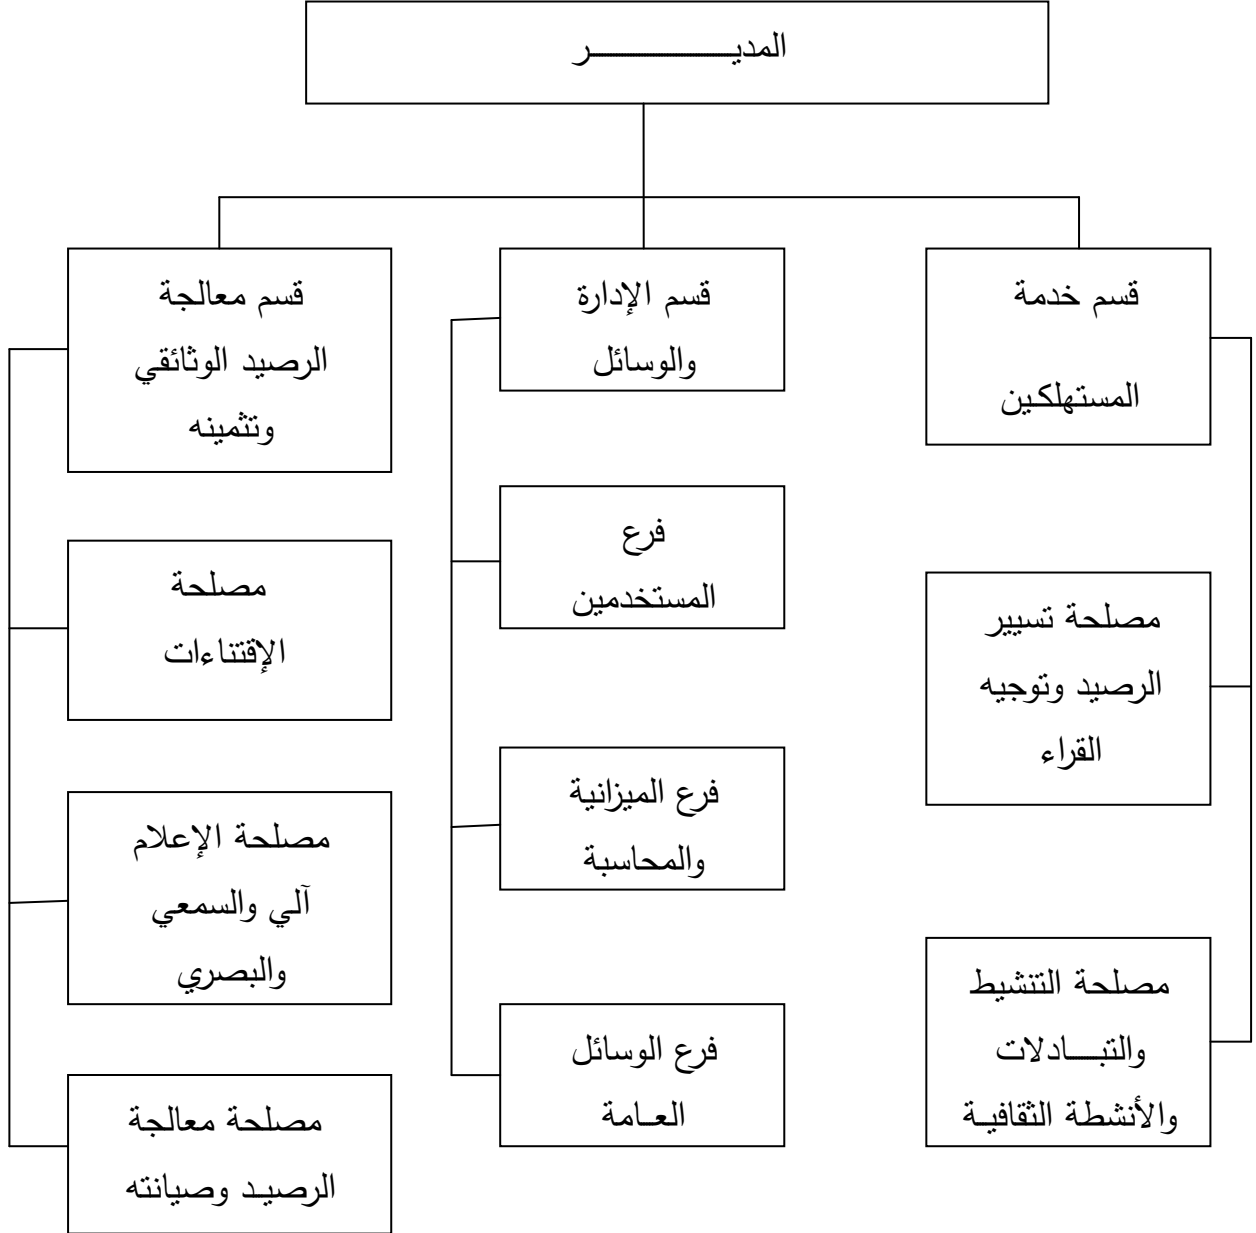 المديـــــــــــــر
قسم خدمة
المستهلكين
مصلحة تسيير
الرصيد وتوجيه
القراء
مصلحة التنشيط
والتبــادلات
والأنشطة الثقافيـة
قسم الإدارة
والوسائل
فرع
المستخدمين
فرع الميزانية
والمحاسبة
فرع الوسائل
العـامة
قسم معالجة
الرصيد الوثائقي
وتثمينه
مصلحة
الإقتناءات
مصلحة الإعلام
آلي والسمعي
والبصري
مصلحة معالجة
الرصيـد وصيانته